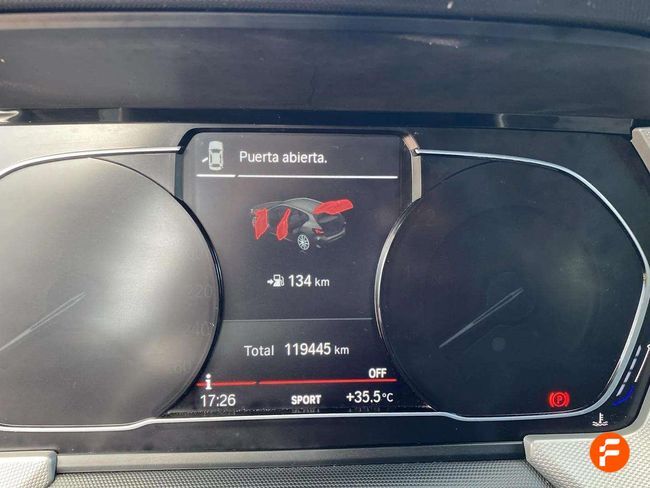 Puerta abierta.
134 km
Total 119445 km
OFF
17:26 SPORT +35.5°C